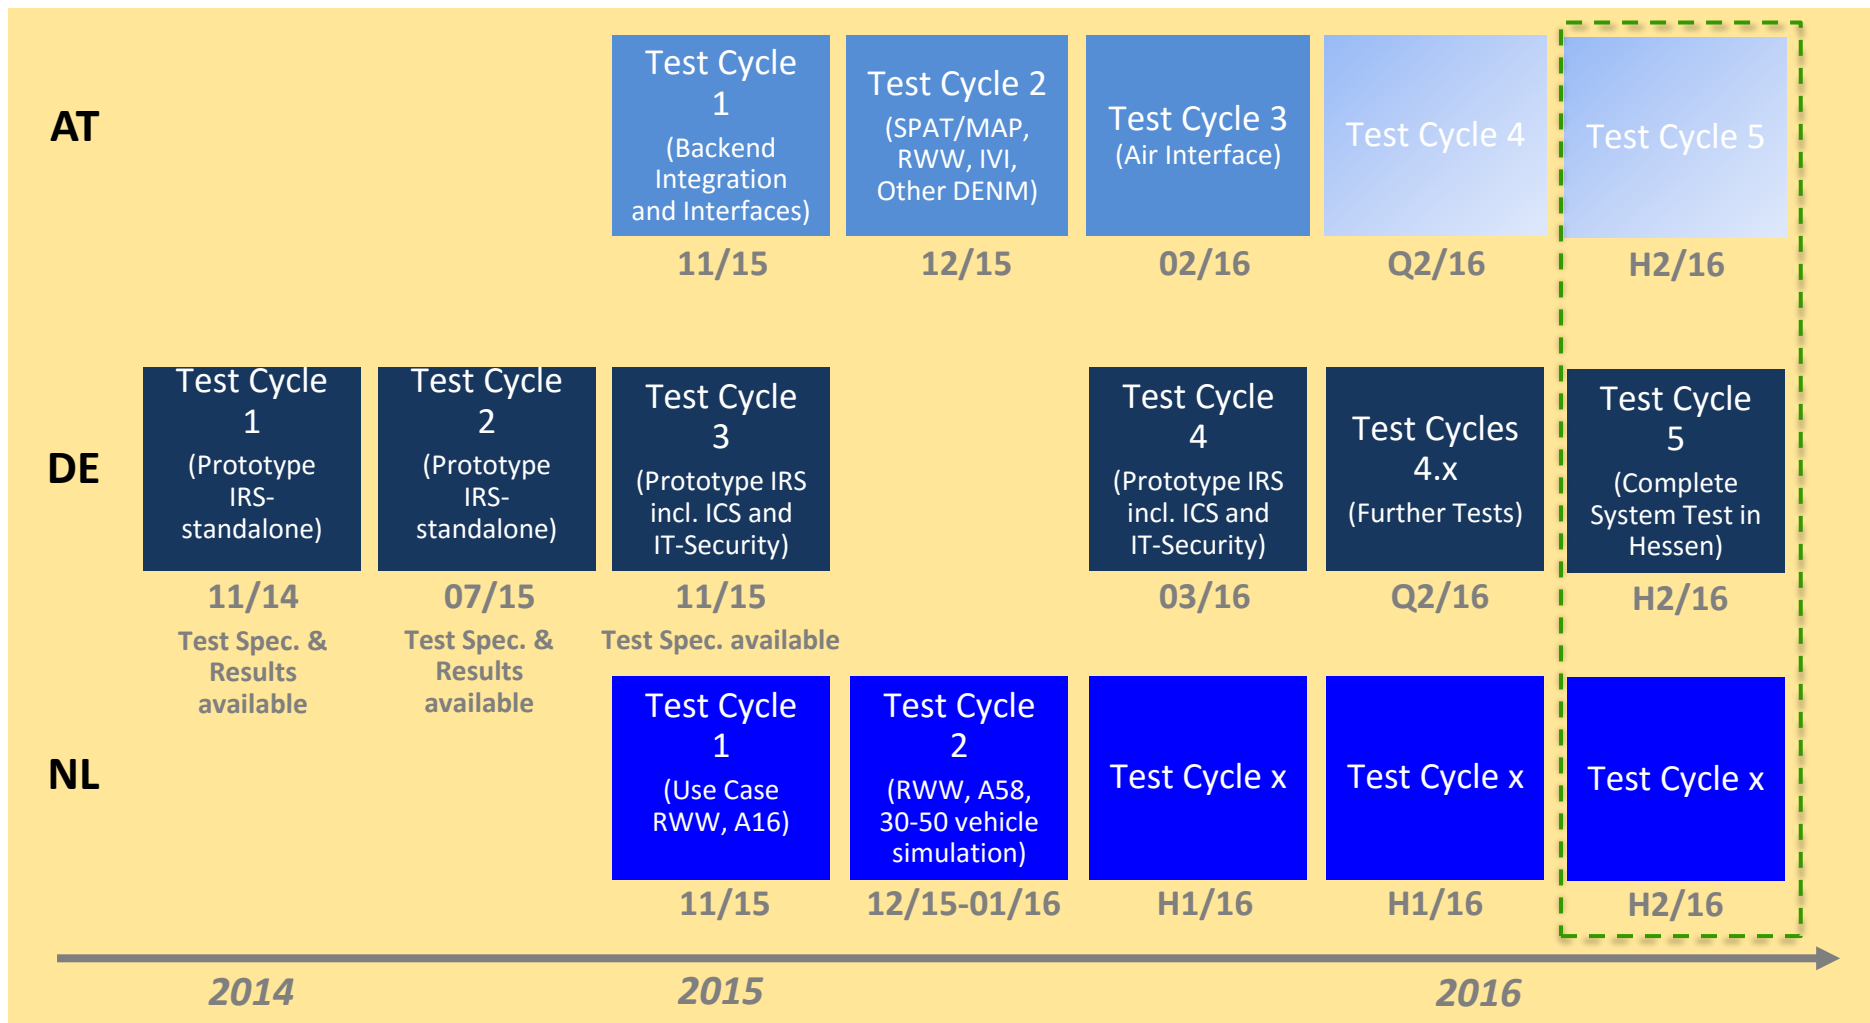 AT
Test Cycle
1
(Backend
Integration
and Interfaces)
11/15
Test Cycle 2
(SPAT/MAP,
RWW, IVI,
Other DENM)
12/15
Test Cycle 3
(Air Interface)
02/16
Test Cycle 4
Q2/16
Test Cycle 5
H2/16
DE
Test Cycle
1
(Prototype
IRS-
standalone)
11/14
Test Spec. &
Results
available
Test Cycle
2
(Prototype
IRS-
standalone)
07/15
Test Spec. &
Results
available
Test Cycle
3
(Prototype IRS
incl. ICS and
IT-Security)
11/15
Test Spec. available
Test Cycle
4
(Prototype IRS
incl. ICS and
IT-Security)
03/16
Test Cycles
4.x
(Further Tests)
Q2/16
Test Cycle
5
(Complete
System Test in
Hessen)
H2/16
NL
Test Cycle
1
(Use Case
RWW, A16)
11/15
Test Cycle
2
(RWW, A58,
30-50 vehicle
simulation)
12/15-01/16
Test Cycle x
H1/16
Test Cycle x
H1/16
Test Cycle x
H2/16
2014
2015
2016